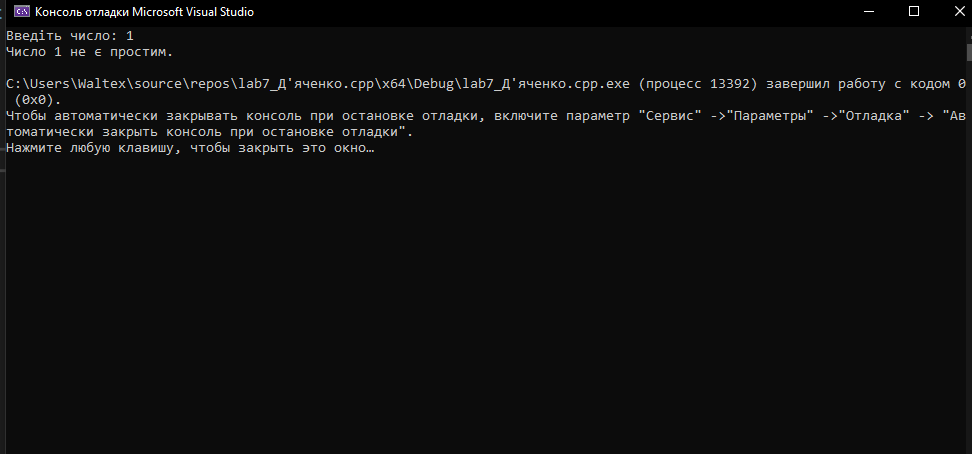 C:\ Консоль отладки Microsoft Visual Studio
Введіть число: 1
Число 1 не є простим.
C:\Users\Waltex\source\repos\lab7_Д'яченко.cpp\x64\Debug\lab7_Д'яченко.cpp.exe (процесс 13392) завершил работу с кодом 0
(0x0).
Чтобы автоматически закрывать консоль при остановке отладки, включите параметр "Сервис" ->"Параметры" ->"Отладка" -> "Ав
томатически закрыть консоль при остановке отладки".
Нажмите любую клавишу, чтобы закрыть это окно…